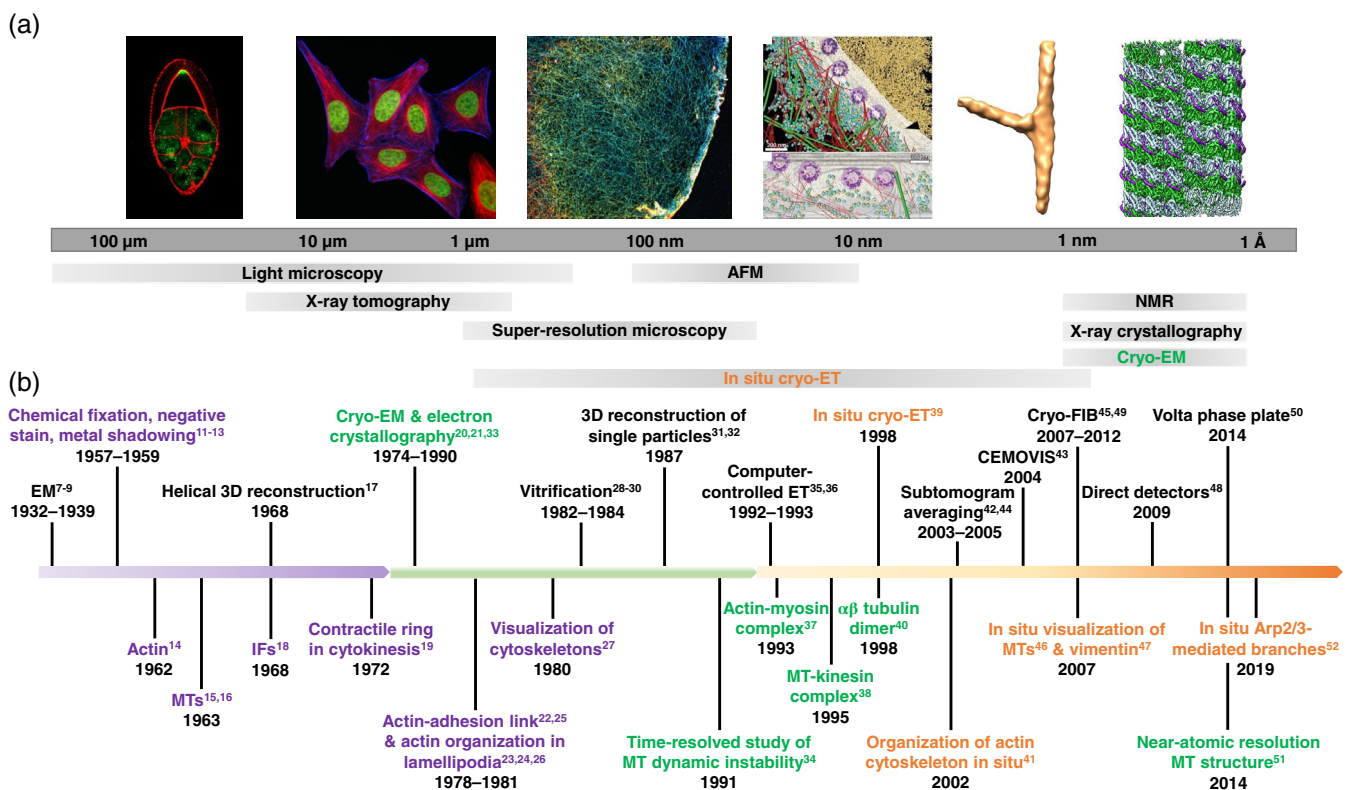 (a)
200 nm
100 µm 10 µm 1 µm 100 nm 10 nm 1 nm 1 Å
Light microscopy AFM
X-ray tomography NMR
Super-resolution microscopy X-ray crystallography
Cryo-EM
In situ cryo-ET
(b)
Chemical fixation, negative
stain, metal shadowing11-13
1957–1959
EM7-9
1932–1939
Helical 3D reconstruction17
1968
Cryo-EM & electron
crystallography20,21,33
1974–1990
Vitrification28-30
1982–1984
3D reconstruction of
single particles31,32
1987
Computer-
controlled ET35,36
1992–1993
In situ cryo-ET39
1998
Subtomogram
averaging42,44
2003–2005
CEMOVIS43
2004
Cryo-FIB45,49
2007–2012
Direct detectors48
2009
Volta phase plate50
2014
Actin14
1962
MTs15,16
1963
IFs18
1968
Contractile ring
in cytokinesis19
1972
Actin-adhesion link22,25
& actin organization in
lamellipodia23,24,26
1978–1981
Visualization of
cytoskeletons27
1980
Time-resolved study of
MT dynamic instability34
1991
Actin-myosin
complex37
1993
MT-kinesin
complex38
1995
αβ tubulin
dimer40
1998
Organization of actin
cytoskeleton in situ41
2002
In situ visualization of
MTs46 & vimentin47
2007
In situ Arp2/3-
mediated branches52
2019
Near-atomic resolution
MT structure51
2014